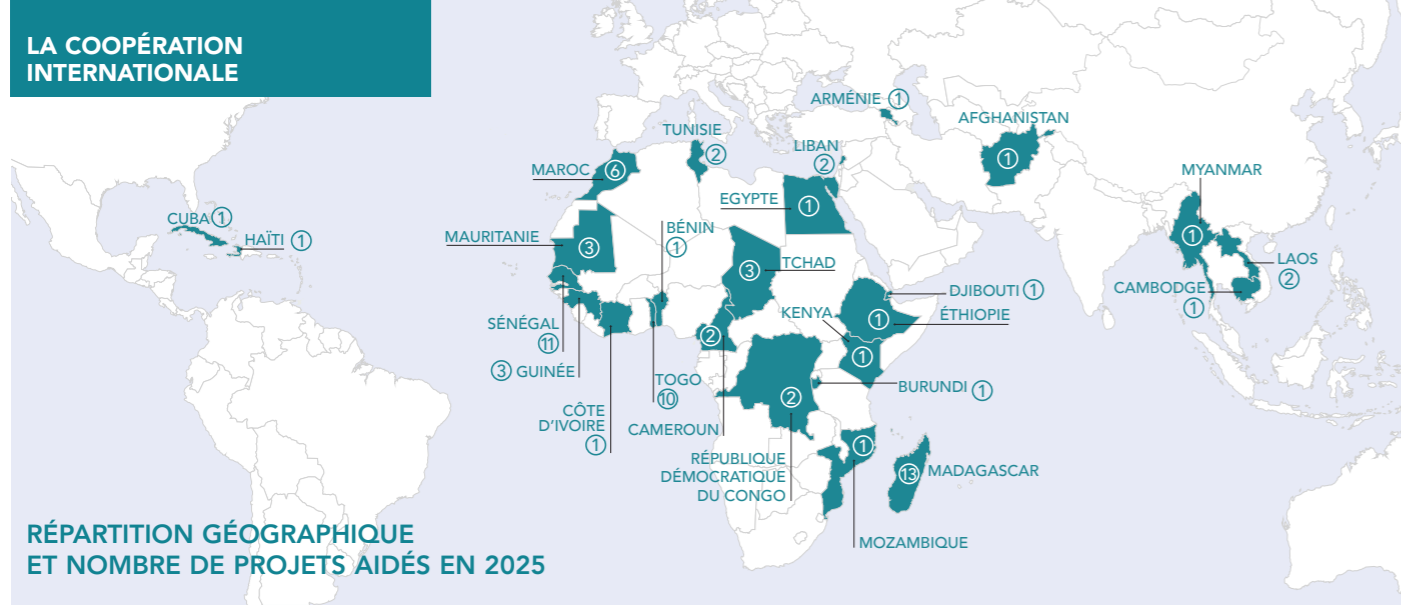 LA COOPÉRATION
INTERNATIONALE
ARMÉNIE 1
AFGHANISTAN
1
TUNISIE
2
LIBAN
2
MAROC
6
MYANMAR
1
EGYPTE
1
CUBA 1
HAÏTI 1
MAURITANIE
3
BÉNIN
1
TCHAD
3
LAOS
2
CAMBODGE
1
DJIBOUTI 1
ÉTHIOPIE
1
KENYA
1
SÉNÉGAL
11
3 GUINÉE
TOGO
10
CÔTE
D'IVOIRE
1
CAMEROUN
2
BURUNDI 1
RÉPUBLIQUE
DÉMOCRATIQUE
DU CONGO
2
1
MOZAMBIQUE
13 MADAGASCAR
RÉPARTITION GÉOGRAPHIQUE
ET NOMBRE DE PROJETS AIDÉS EN 2025